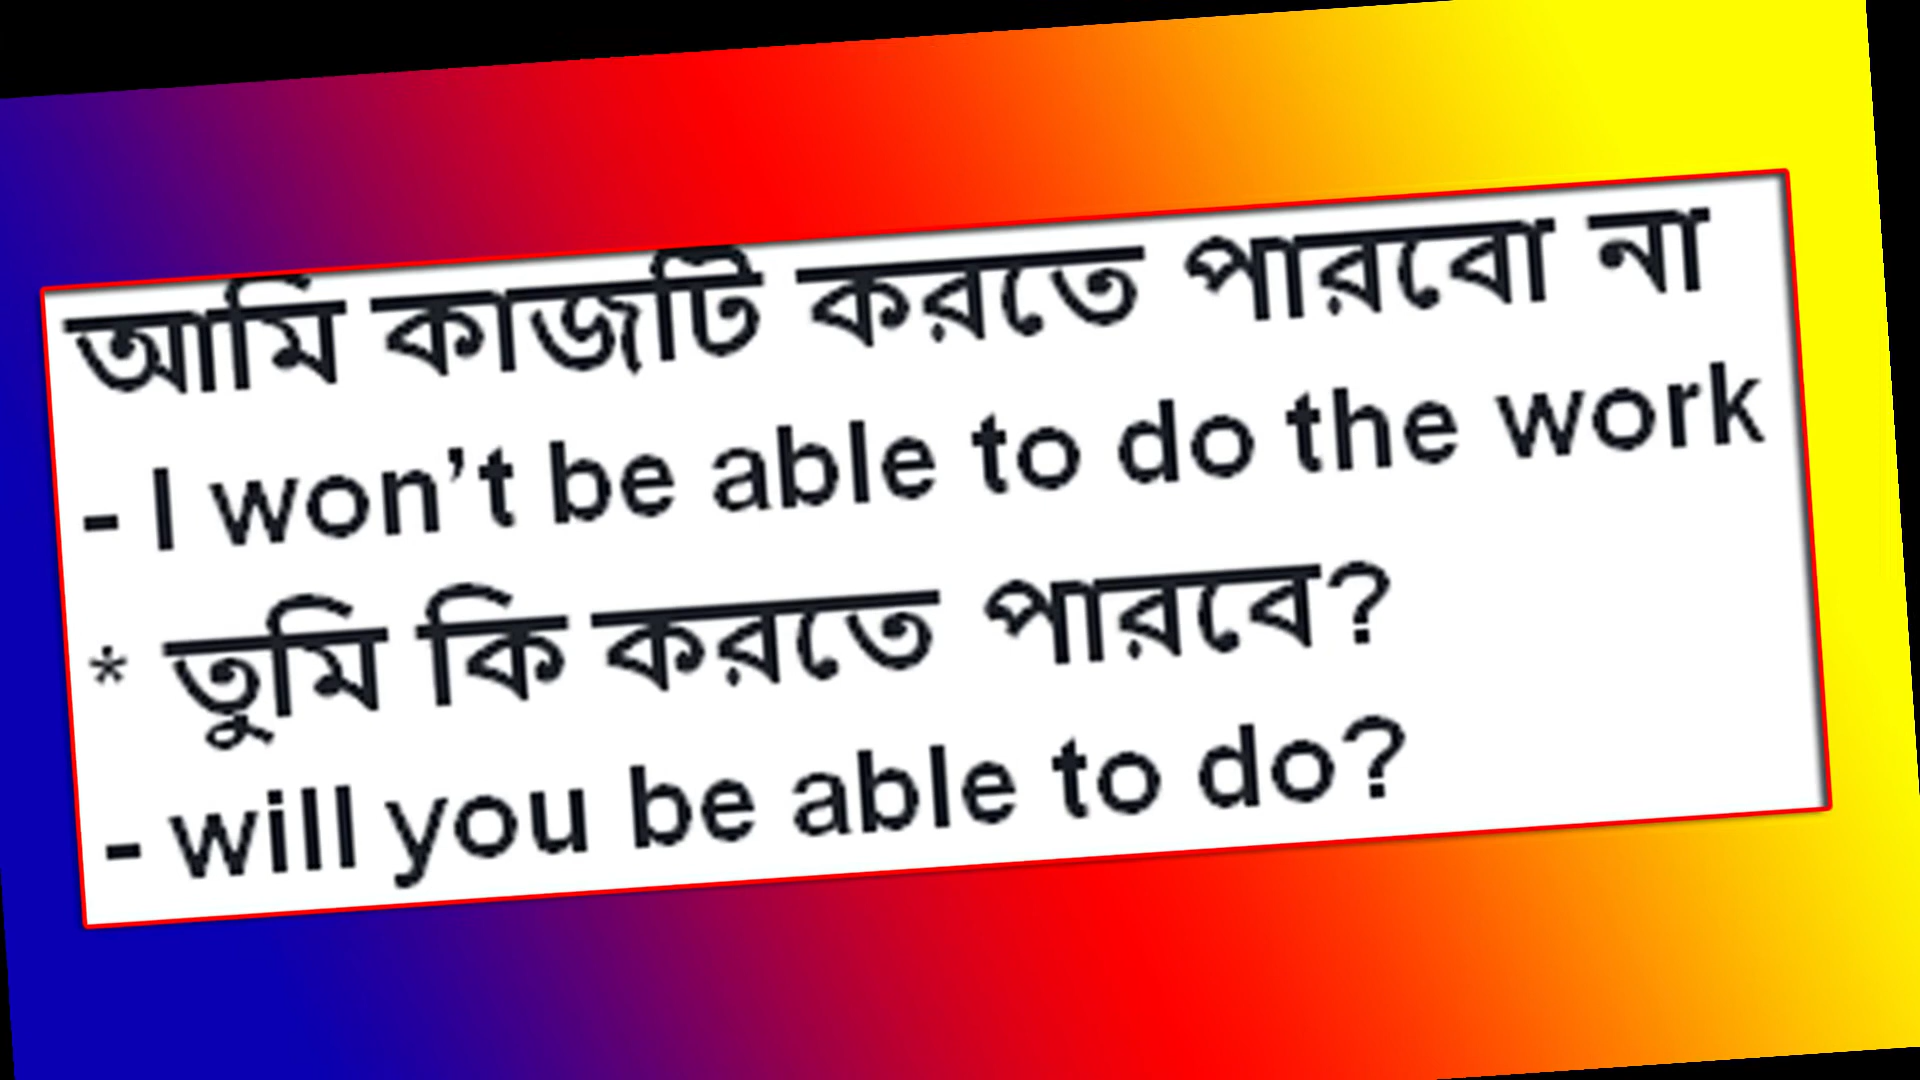 আমি কাজটি করতে পারবো না
- I won’t be able to do the work
* তুমি কি করতে পারবে?
- will you be able to do?